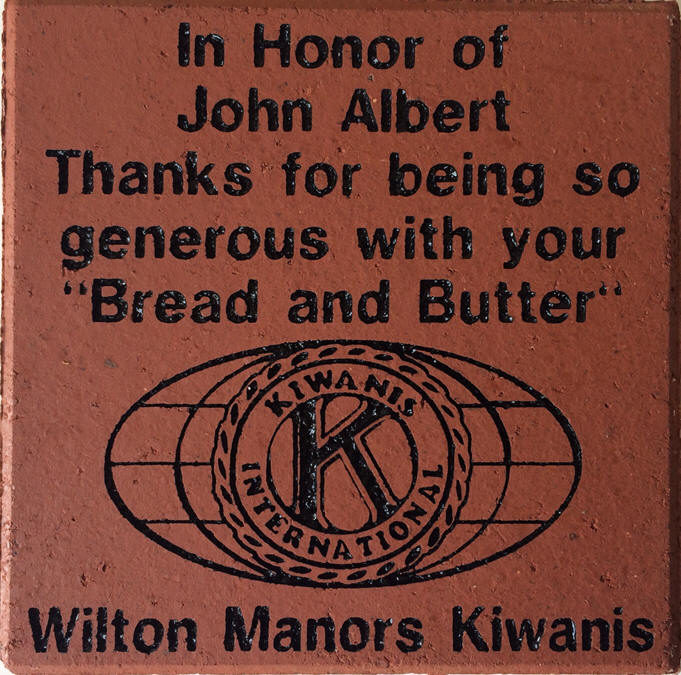 In Honor of
John Albert
Thanks for being so
generous with your
"Bread and Butter"
KIWANIS
K
INTERNATIONAL
Wilton Manors Kiwanis